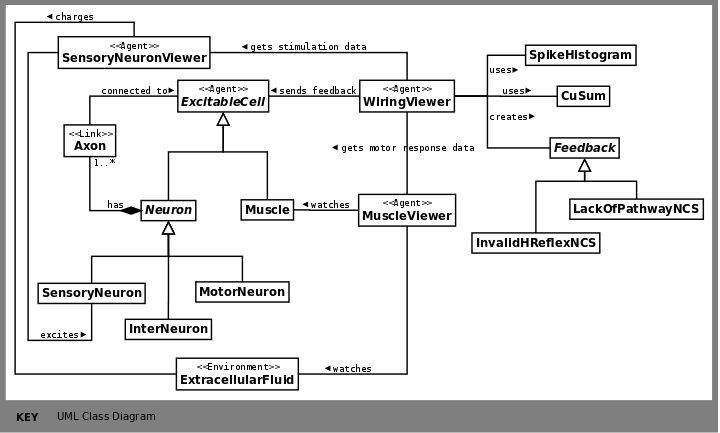 ◄ charges
<<Agent>>
SensoryNeuronViewer
◄ gets stimulation data
SpikeHistogram
uses►
<<Agent>>
ExcitableCell
connected to►
◄ sends feedback
<<Agent>>
WiringViewer
uses►
CuSum
creates►
<<Link>>
Axon
1..*
◄ gets motor response data
Feedback
has
Neuron
Muscle
◄ watches
<<Agent>>
MuscleViewer
LackOfPathwayNCS
InvalidHReflexNCS
SensoryNeuron
MotorNeuron
InterNeuron
excites►
<<Environment>>
ExtracellularFluid
◄ watches
KEY UML Class Diagram